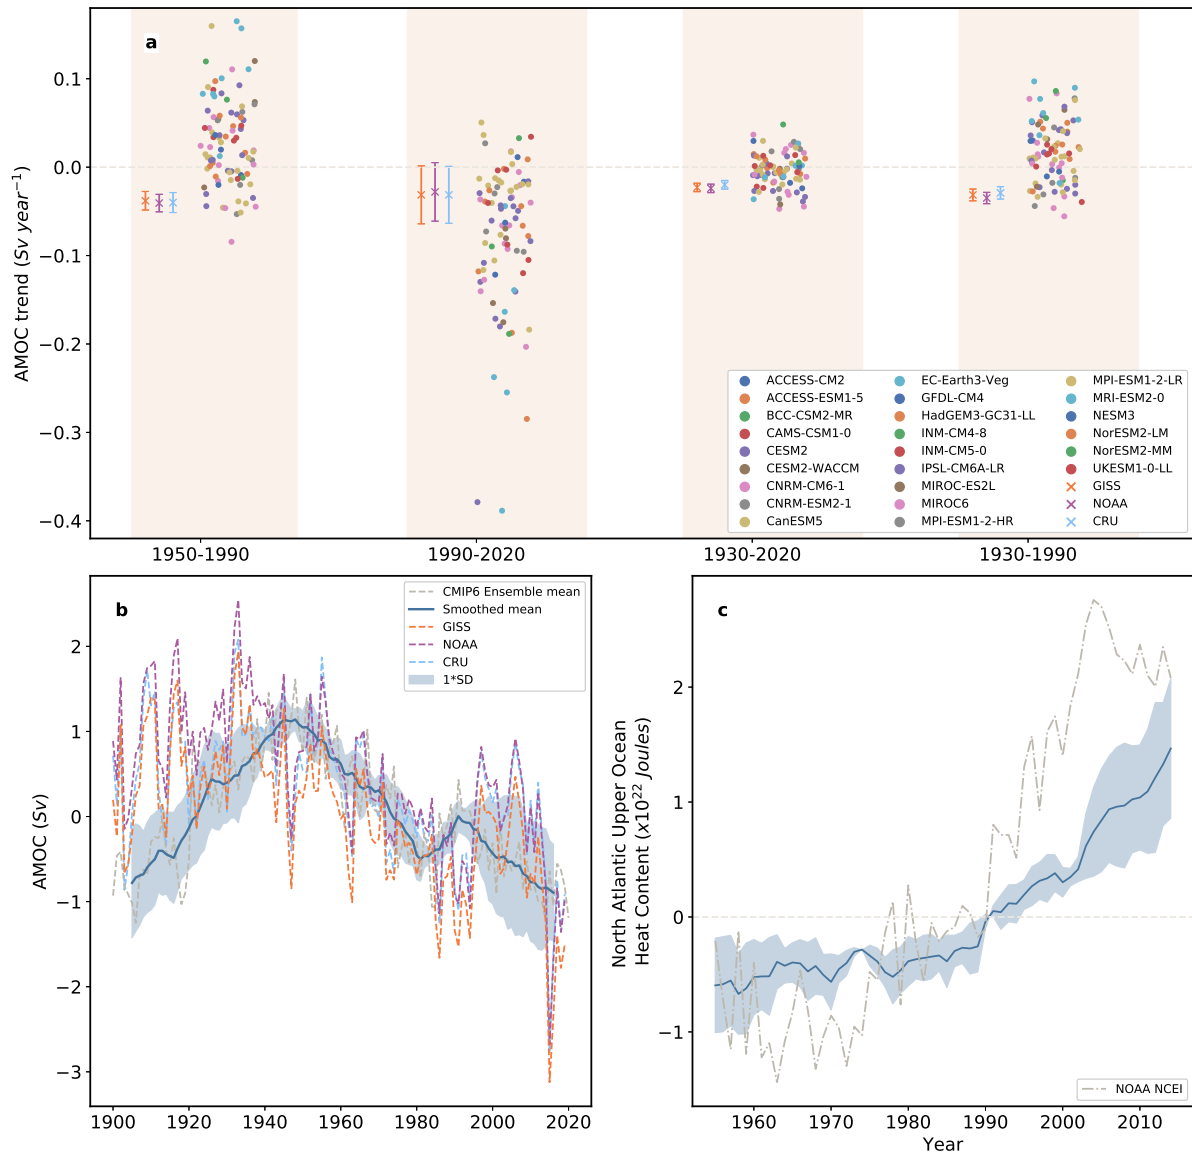 a
0.1
0.0
−0.1
−0.2
−0.3
−0.4
AMOC trend (Sv year⁻¹)
1950-1990
1990-2020
1930-2020
1930-1990
ACCESS-CM2
ACCESS-ESM1-5
BCC-CSM2-MR
CAMS-CSM1-0
CESM2
CESM2-WACCM
CNRM-CM6-1
CNRM-ESM2-1
CanESM5
EC-Earth3-Veg
GFDL-CM4
HadGEM3-GC31-LL
INM-CM4-8
INM-CM5-0
IPSL-CM6A-LR
MIROC-ES2L
MIROC6
MPI-ESM1-2-HR
MPI-ESM1-2-LR
MRI-ESM2-0
NESM3
NorESM2-LM
NorESM2-MM
UKESM1-0-LL
GISS
NOAA
CRU
b
CMIP6 Ensemble mean
Smoothed mean
GISS
NOAA
CRU
1*SD
2
1
0
−1
−2
−3
AMOC (Sv)
1900
1920
1940
1960
1980
2000
2020
c
2
1
0
−1
North Atlantic Upper Ocean
Heat Content (x10²² Joules)
NOAA NCEI
1960
1970
1980
1990
2000
2010
Year